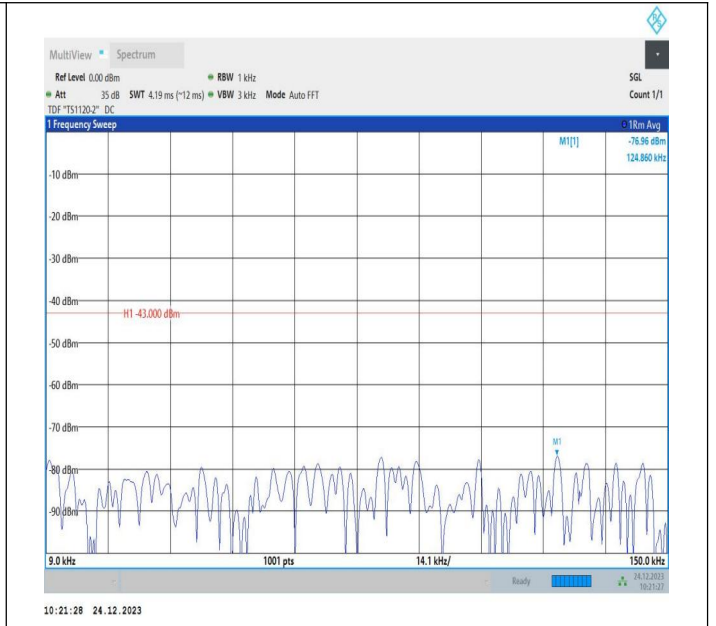 MultiView Spectrum
Ref Level 0.00 dBm RBW 1 kHz SGL
Att 35 dB SWT 4.19 ms (~12 ms) VBW 3 kHz Mode Auto FFT Count 1/1
TDF "TS1120-2" DC
1 Frequency Sweep 1Rm Avg
M1[1] -76.96 dBm
124.860 kHz
-10 dBm
-20 dBm
-30 dBm
-40 dBm
H1 -43.000 dBm
-50 dBm
-60 dBm
-70 dBm
M1
-80 dBm
-90 dBm
9.0 kHz 1001 pts 14.1 kHz/ 150.0 kHz
Ready 24.12.2023
10:21:27
10:21:28 24.12.2023